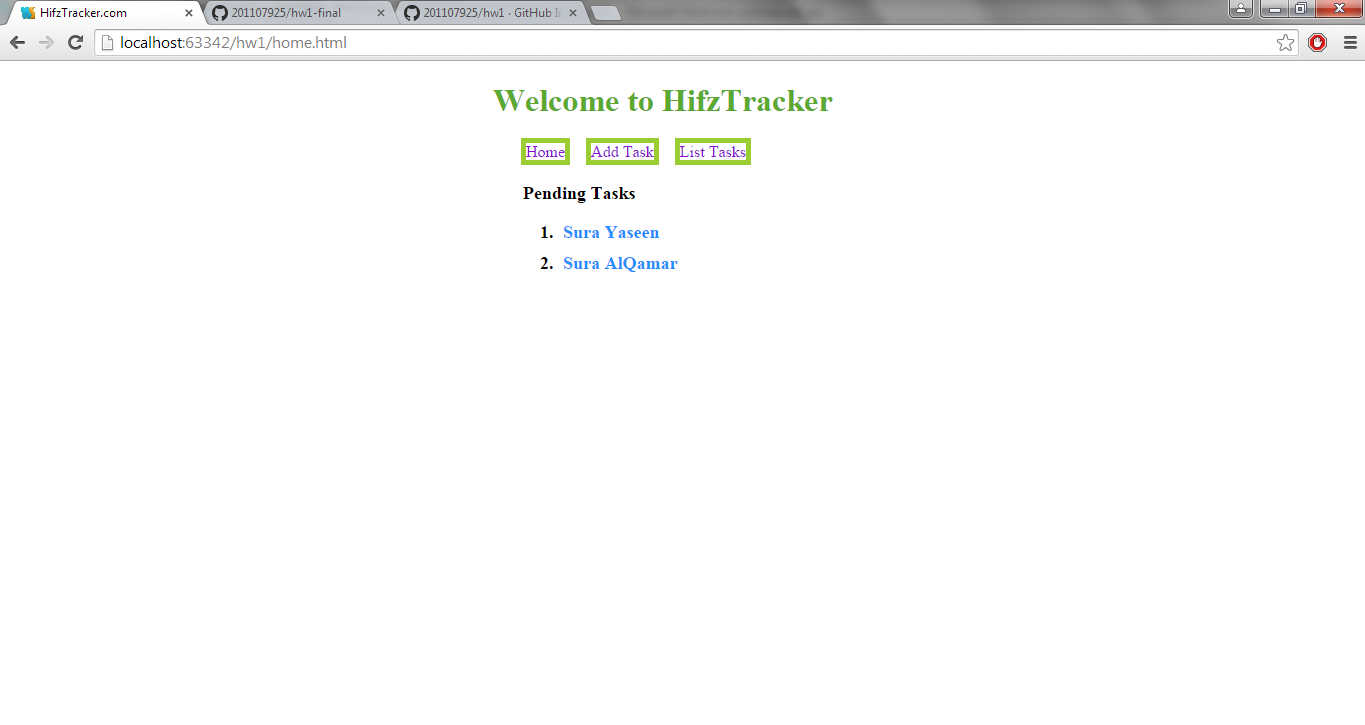 HifzTracker.com
201107925/hw1-final
201107925/hw1 · GitHub
localhost:63342/hw1/home.html
Welcome to HifzTracker
Home Add Task List Tasks
Pending Tasks
1. Sura Yaseen
2. Sura AlQamar